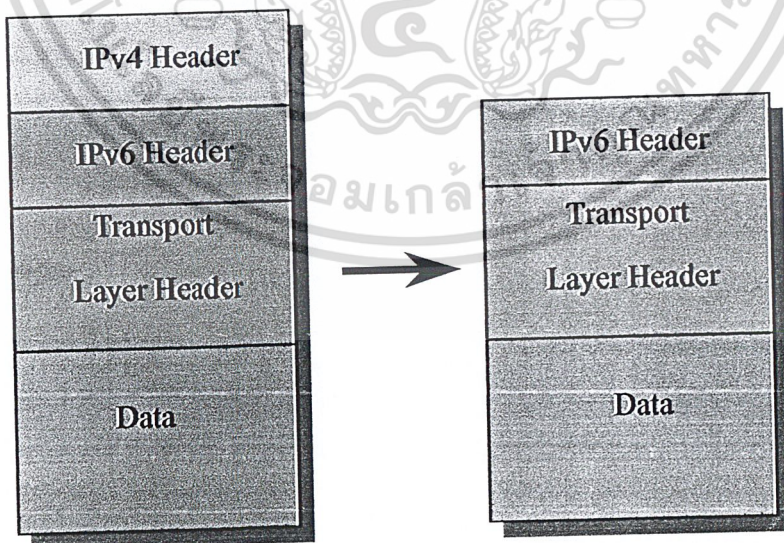 IPv4 Header
IPv6 Header
Transport
Layer Header
Data
IPv6 Header
Transport
Layer Header
Data